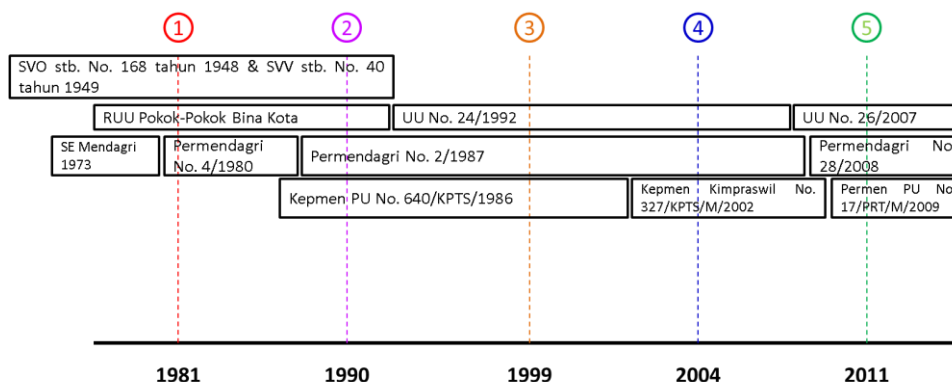 1 2 3 4 5
SVO stb. No. 168 tahun 1948 & SVV stb. No. 40
tahun 1949
RUU Pokok-Pokok Bina Kota
UU No. 24/1992
UU No. 26/2007
SE Mendagri
1973
Permendagri
No. 4/1980
Permendagri No. 2/1987
Permendagri No
28/2008
Kepmen PU No. 640/KPTS/1986
Kepmen Kimpraswil No.
327/KPTS/M/2002
Permen PU No
17/PRT/M/2009
1981 1990 1999 2004 2011